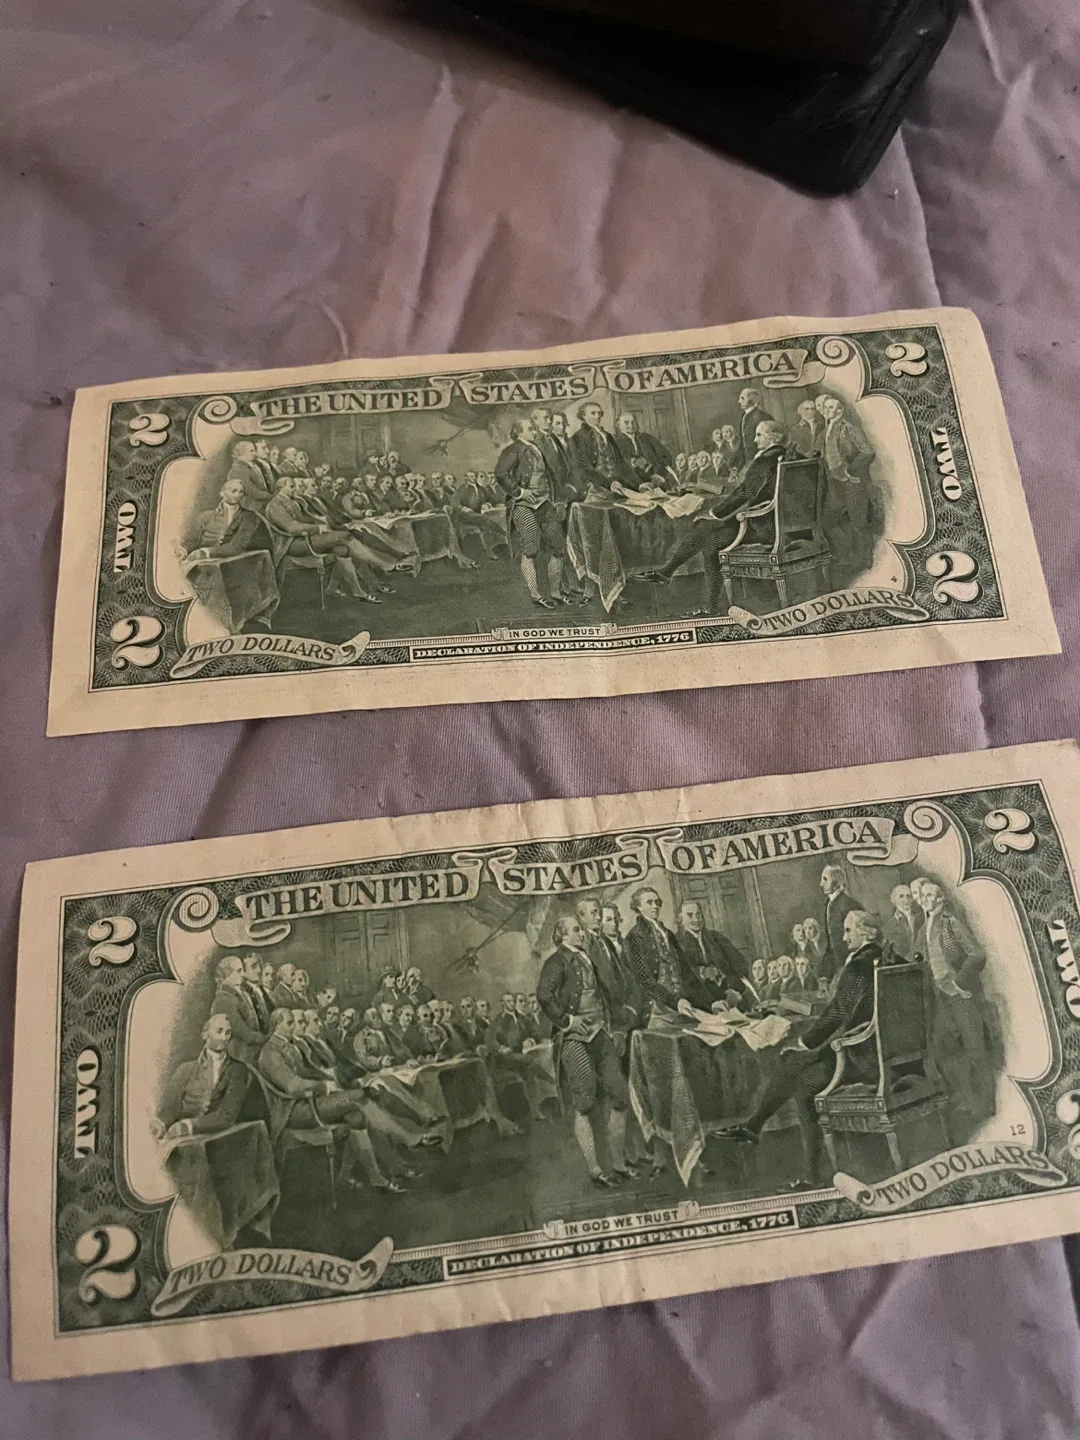 THE UNITED STATES OF AMERICA
2
2
TWO
TWO
4
2
2
TWO DOLLARS
TWO DOLLARS
IN GOD WE TRUST
DECLARATION OF INDEPENDENCE, 1776
THE UNITED STATES OF AMERICA
2
2
TWO
TWO
12
2
2
TWO DOLLARS
TWO DOLLARS
IN GOD WE TRUST
DECLARATION OF INDEPENDENCE, 1776